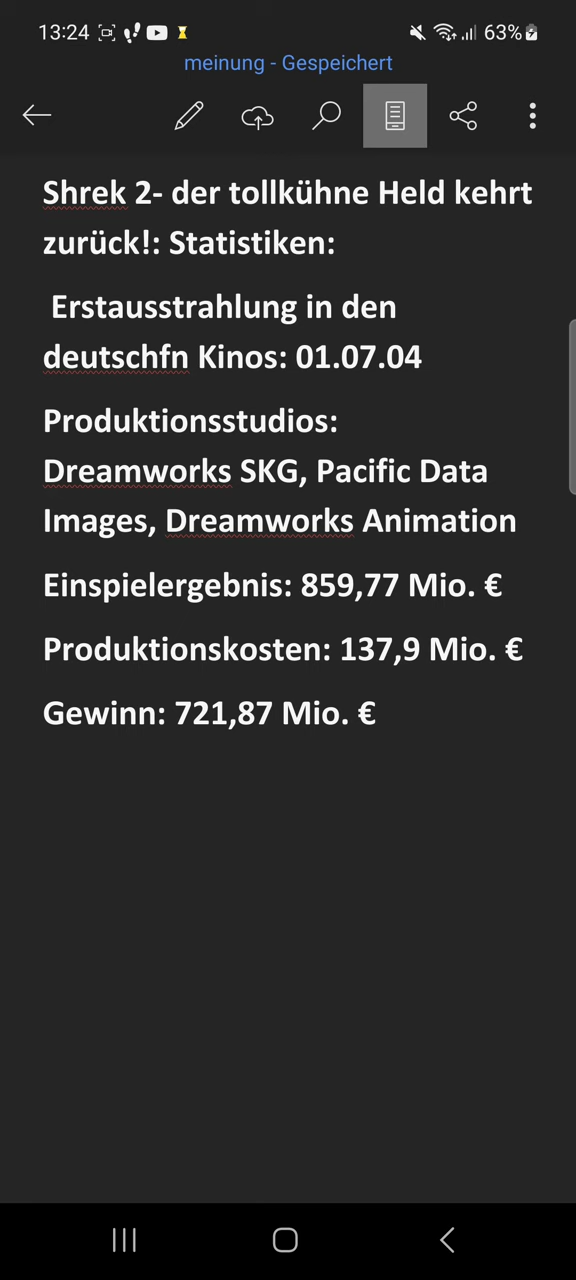 13:24
63%
meinung - Gespeichert
Shrek 2- der tollkühne Held kehrt
zurück!: Statistiken:
Erstausstrahlung in den
deutschfn Kinos: 01.07.04
Produktionsstudios:
Dreamworks SKG, Pacific Data
Images, Dreamworks Animation
Einspielergebnis: 859,77 Mio. €
Produktionskosten: 137,9 Mio. €
Gewinn: 721,87 Mio. €